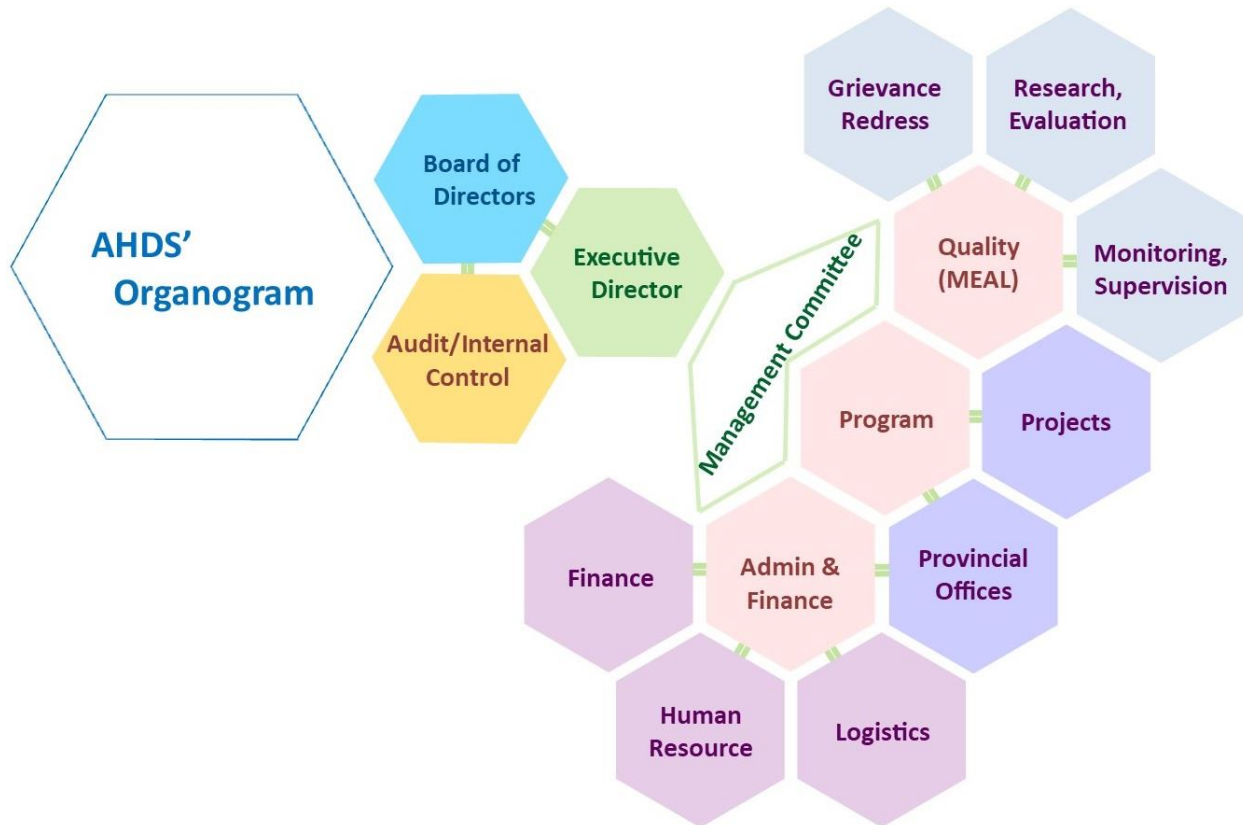 AHDS’
Organogram
Board of
Directors
Executive
Director
Audit/Internal
Control
Management Committee
Grievance
Redress
Research,
Evaluation
Quality
(MEAL)
Monitoring,
Supervision
Program
Projects
Finance
Admin &
Finance
Provincial
Offices
Human
Resource
Logistics